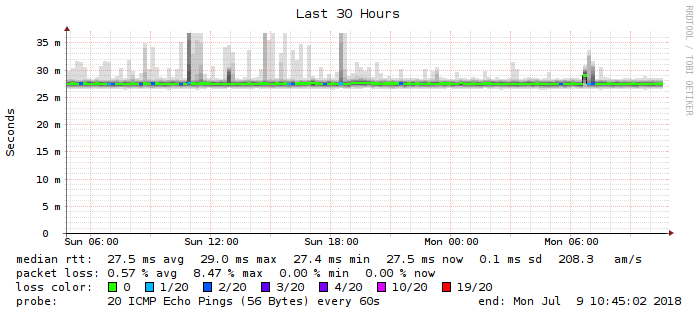 Last 30 Hours
RRDTOOL / TOBI OETIKER
Seconds
35 m
30 m
25 m
20 m
15 m
10 m
5 m
0
Sun 06:00 Sun 12:00 Sun 18:00 Mon 00:00 Mon 06:00
median rtt: 27.5 ms avg 29.0 ms max 27.4 ms min 27.5 ms now 0.1 ms sd 208.3 am/s
packet loss: 0.57 % avg 8.47 % max 0.00 % min 0.00 % now
loss color: 0 1/20 2/20 3/20 4/20 10/20 19/20
probe: 20 ICMP Echo Pings (56 Bytes) every 60s end: Mon Jul 9 10:45:02 2018